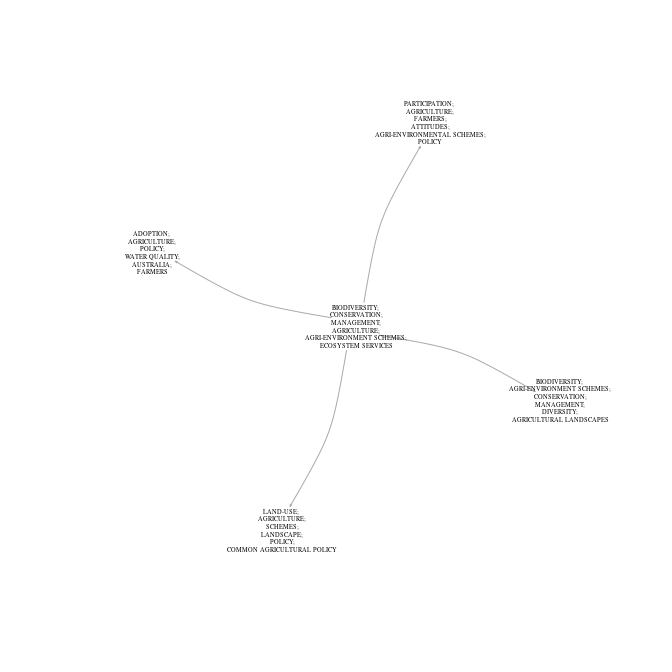 PARTICIPATION;
AGRICULTURE;
FARMERS;
ATTITUDES;
AGRI-ENVIRONMENTAL SCHEMES;
POLICY
ADOPTION;
AGRICULTURE;
POLICY;
WATER QUALITY;
AUSTRALIA;
FARMERS
BIODIVERSITY;
CONSERVATION;
MANAGEMENT;
AGRICULTURE;
AGRI-ENVIRONMENT SCHEMES;
ECOSYSTEM SERVICES
BIODIVERSITY;
AGRI-ENVIRONMENT SCHEMES;
CONSERVATION;
MANAGEMENT;
DIVERSITY;
AGRICULTURAL LANDSCAPES
LAND-USE;
AGRICULTURE;
SCHEMES;
LANDSCAPE;
POLICY;
COMMON AGRICULTURAL POLICY